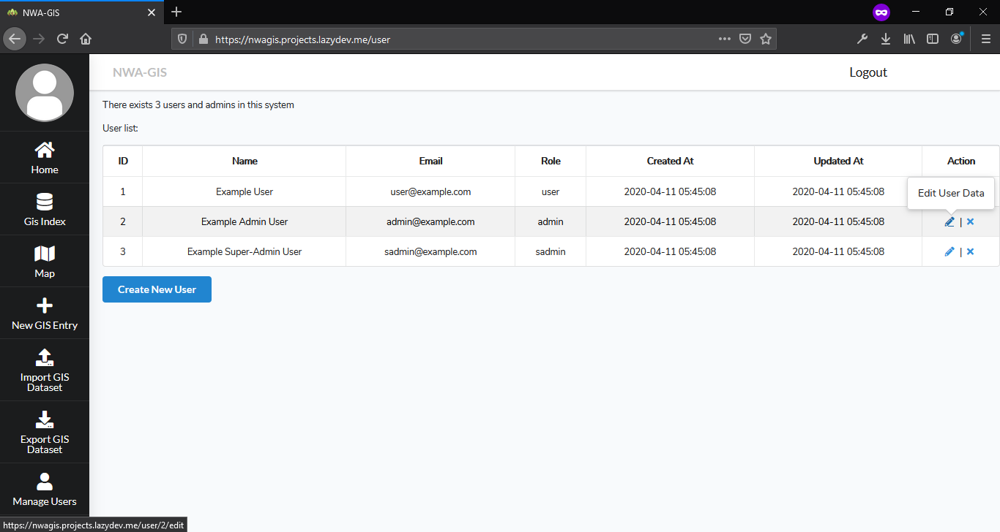 NWA-GIS
https://nwagis.projects.lazydev.me/user
NWA-GIS
Logout
Home
Gis Index
Map
New GIS Entry
Import GIS
Dataset
Export GIS
Dataset
Manage Users
There exists 3 users and admins in this system
User list:
ID Name Email Role Created At Updated At Action
1 Example User user@example.com user 2020-04-11 05:45:08 2020-04-11 05:45:08
Edit User Data
2 Example Admin User admin@example.com admin 2020-04-11 05:45:08 2020-04-11 05:45:08 |
3 Example Super-Admin User sadmin@example.com sadmin 2020-04-11 05:45:08 2020-04-11 05:45:08 |
Create New User
https://nwagis.projects.lazydev.me/user/2/edit